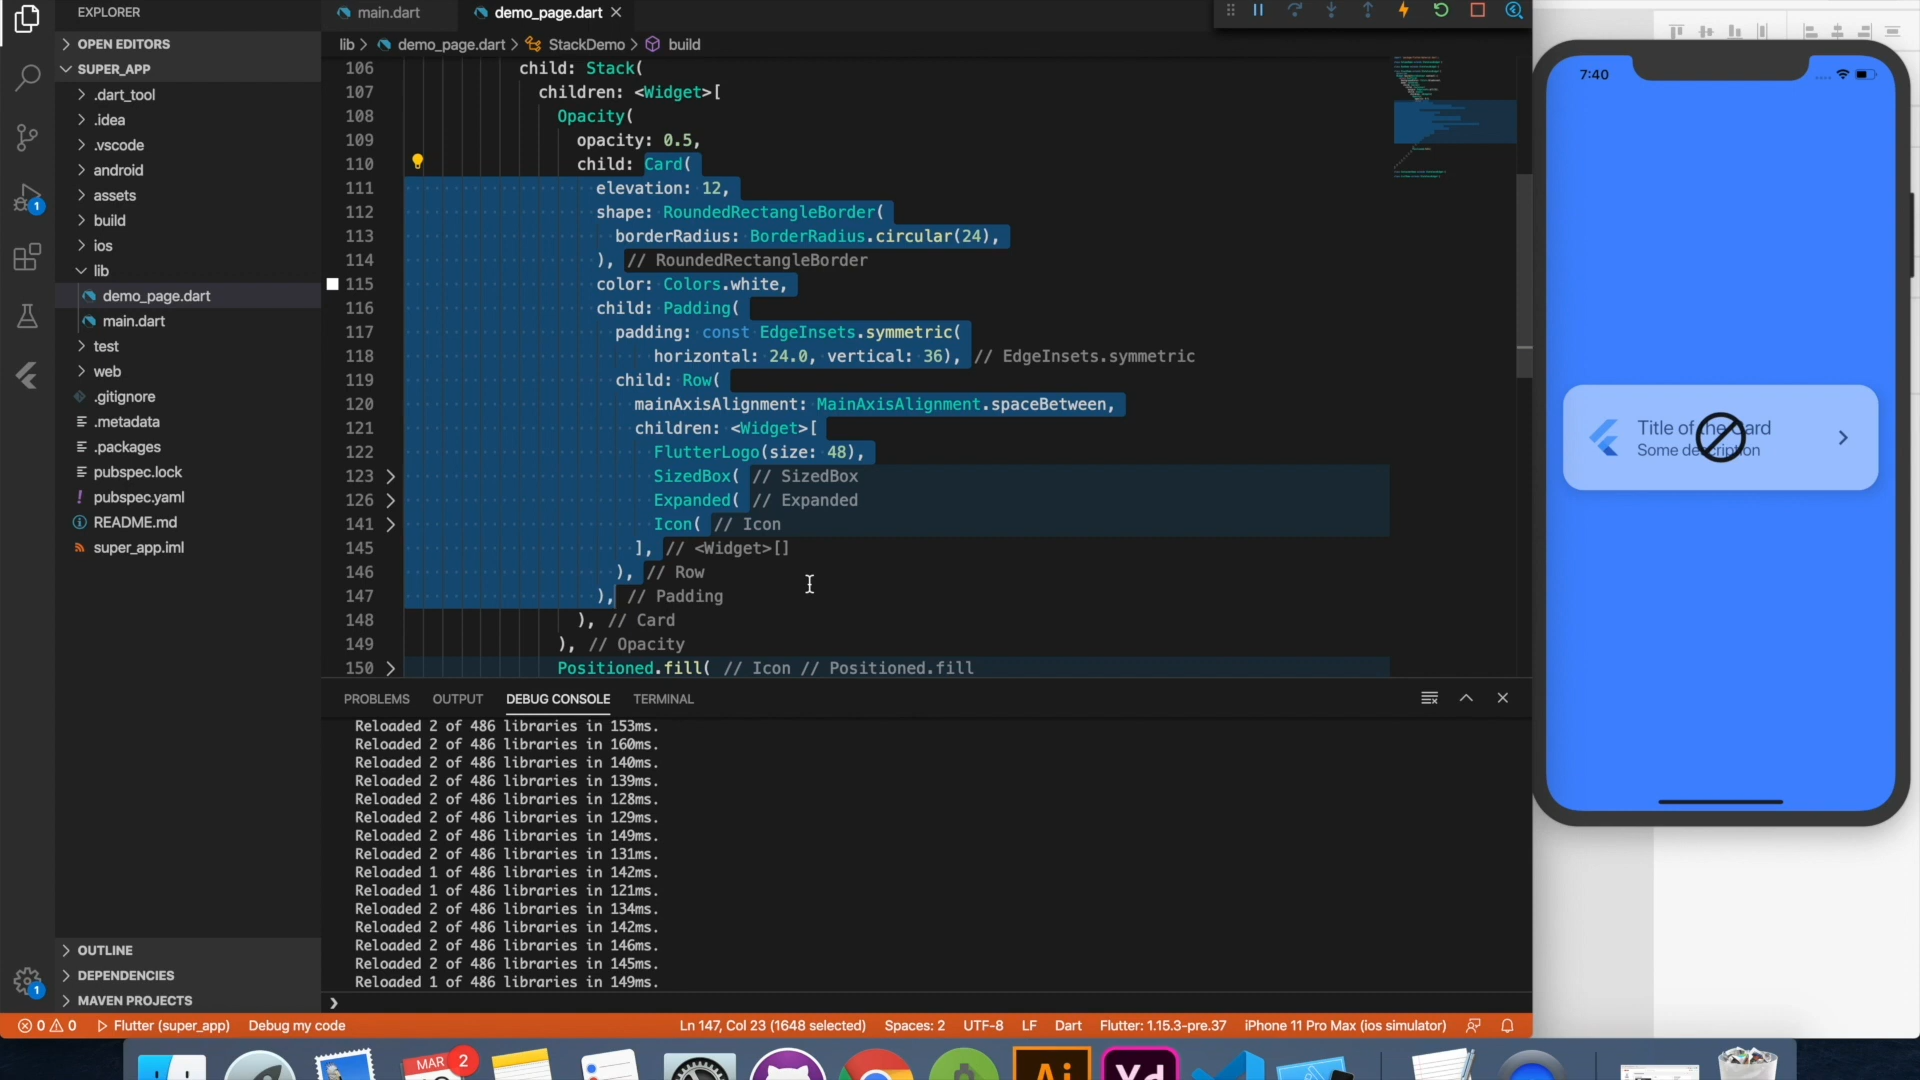 EXPLORER
main.dart
demo_page.dart
OPEN EDITORS
lib > demo_page.dart > StackDemo > build
SUPER_APP
.dart_tool
.idea
.vscode
android
assets
build
ios
lib
demo_page.dart
main.dart
test
web
.gitignore
.metadata
.packages
pubspec.lock
pubspec.yaml
README.md
super_app.iml
OUTLINE
DEPENDENCIES
MAVEN PROJECTS
106 child: Stack(
107 children: <Widget>[
108 Opacity(
109 opacity: 0.5,
110 child: Card(
111 elevation: 12,
112 shape: RoundedRectangleBorder(
113 borderRadius: BorderRadius.circular(24),
114 ), // RoundedRectangleBorder
115 color: Colors.white,
116 child: Padding(
117 padding: const EdgeInsets.symmetric(
118 horizontal: 24.0, vertical: 36), // EdgeInsets.symmetric
119 child: Row(
120 mainAxisAlignment: MainAxisAlignment.spaceBetween,
121 children: <Widget>[
122 FlutterLogo(size: 48),
123 SizedBox( // SizedBox
126 Expanded( // Expanded
141 Icon( // Icon
145 ], // <Widget>[]
146 ), // Row
147 ), // Padding
148 ), // Card
149 ), // Opacity
150 Positioned.fill( // Icon // Positioned.fill
PROBLEMS OUTPUT DEBUG CONSOLE TERMINAL
Reloaded 2 of 486 libraries in 153ms.
Reloaded 2 of 486 libraries in 160ms.
Reloaded 2 of 486 libraries in 140ms.
Reloaded 2 of 486 libraries in 139ms.
Reloaded 2 of 486 libraries in 128ms.
Reloaded 2 of 486 libraries in 129ms.
Reloaded 2 of 486 libraries in 149ms.
Reloaded 2 of 486 libraries in 131ms.
Reloaded 1 of 486 libraries in 142ms.
Reloaded 1 of 486 libraries in 121ms.
Reloaded 2 of 486 libraries in 134ms.
Reloaded 2 of 486 libraries in 142ms.
Reloaded 2 of 486 libraries in 146ms.
Reloaded 2 of 486 libraries in 145ms.
Reloaded 1 of 486 libraries in 149ms.
1
1
7:40
Title of the Card
Some description
0 0 Flutter (super_app) Debug my code Ln 147, Col 23 (1648 selected) Spaces: 2 UTF-8 LF Dart Flutter: 1.15.3-pre.37 iPhone 11 Pro Max (ios simulator)
MAR 2
Ai
Xd